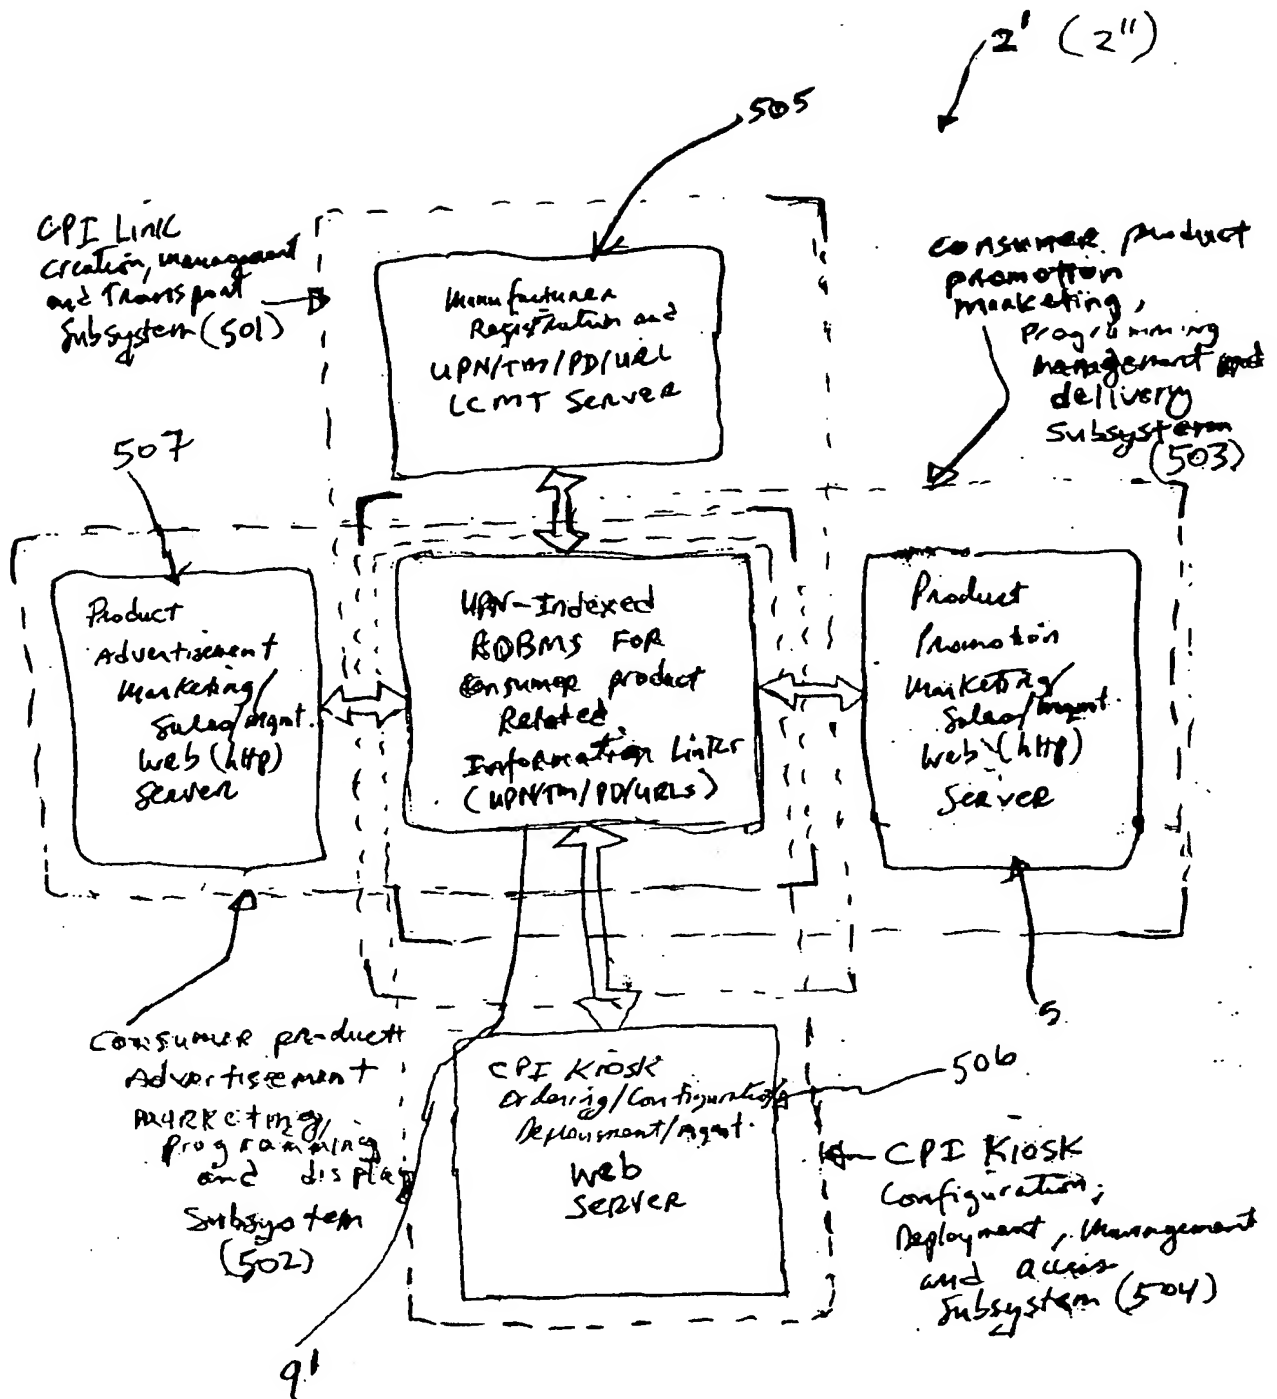 2' (2'')
505
CPI Link
Creation, management
and Transport
Subsystem (501)
Manufacturer
Registration and
UPN/TM/PD/URL
LCMT Server
Consumer product
promotion
marketing,
Programming
management and
delivery
Subsystem
(503)
507
Product
Advertisement
Marketing/
Sales/mgmt.
Web (http)
Server
UPN-Indexed
RDBMS FOR
Consumer product
Related
Information Links
(UPN/TM/PD/URLs)
Product
Promotion
Marketing/
Sales/mgmt.
Web (http)
Server
5
Consumer product
Advertisement
Marketing,
programming
and display
Subsystem
(502)
CPI Kiosk
Ordering/Configuration
Deployment/Mgmt.
Web
Server
506
CPI Kiosk
Configuration,
Deployment, Management
and access
Subsystem (504)
9'